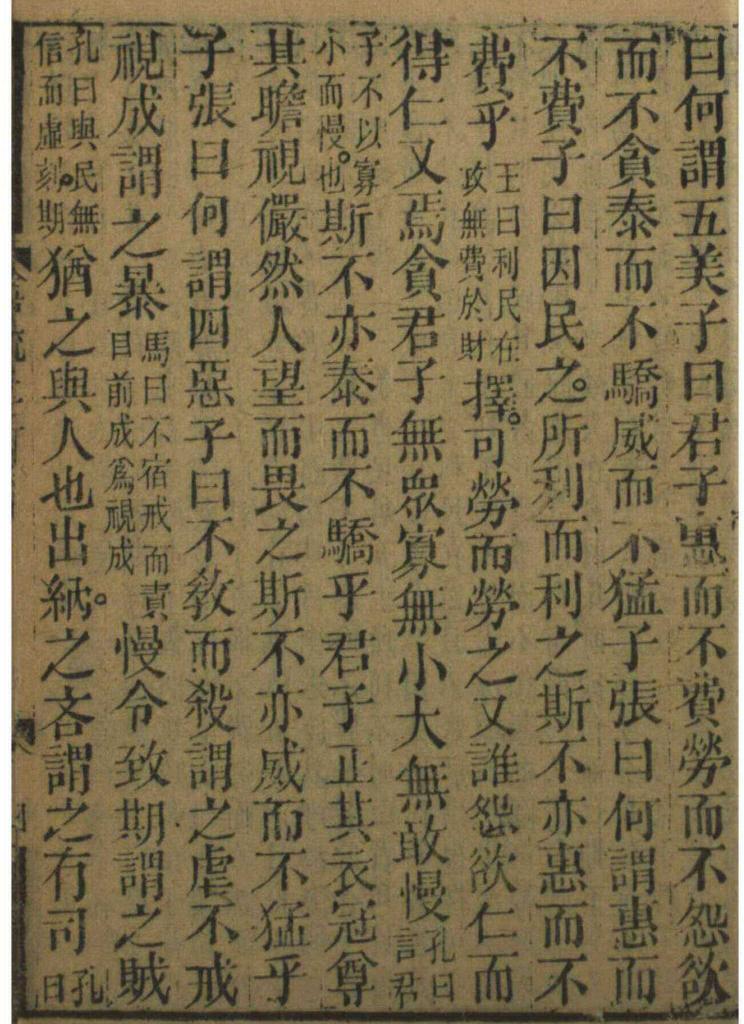 曰何謂五美子曰君子惠而不費勞而不怨欲
而不貪泰而不驕威而不猛子張曰何謂惠而
不費子曰因民之所利而利之斯不亦惠而不
費乎王曰利民在政無費於財擇可勞而勞之又誰怨欲仁而
得仁又焉貪君子無眾寡無小大無敢慢孔曰言君
子不以寡小而慢也斯不亦泰而不驕乎君子正其衣冠尊
其瞻視儼然人望而畏之斯不亦威而不猛乎
子張曰何謂四惡子曰不教而殺謂之虐不戒
視成謂之暴馬曰不宿戒而責目前成爲視成慢令致期謂之賊
孔曰與民無信而虛刻期猶之與人也出納之吝謂之有司孔曰